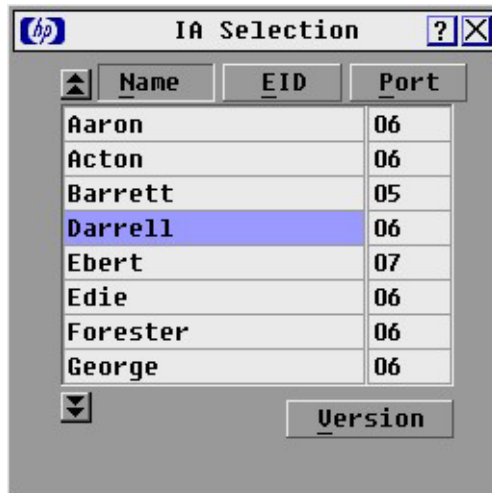 hp IA Selection ? X
Name EID Port
Aaron 06
Acton 06
Barrett 05
Darrell 06
Ebert 07
Edie 06
Forester 06
George 06
Version